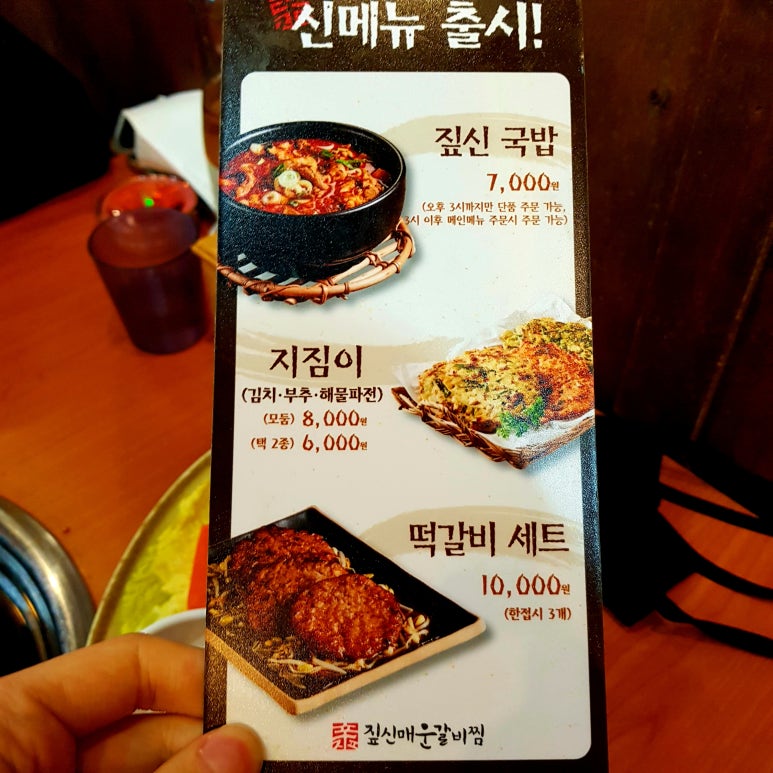 신메뉴 출시!
짚신 국밥
7,000원
(오후 3시까지만 단품 주문 가능,
3시 이후 메인메뉴 주문시 주문 가능)
지짐이
(김치·부추·해물파전)
(모둠) 8,000원
(택 2종) 6,000원
떡갈비 세트
10,000원
(한접시 3개)
짚신매운갈비찜